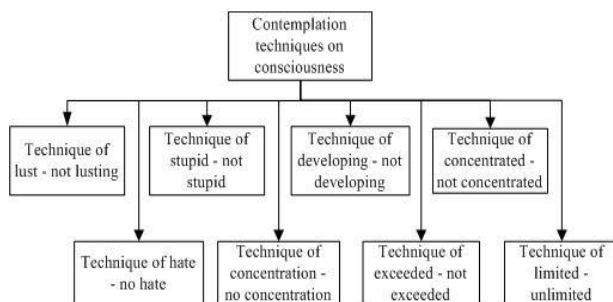 Contemplation
techniques on
consciousness
Technique of
lust - not lusting
Technique of
stupid - not
stupid
Technique of
developing - not
developing
Technique of
concentrated -
not concentrated
Technique of hate
- no hate
Technique of
concentration -
no concentration
Technique of
exceeded - not
exceeded
Technique of
limited -
unlimited